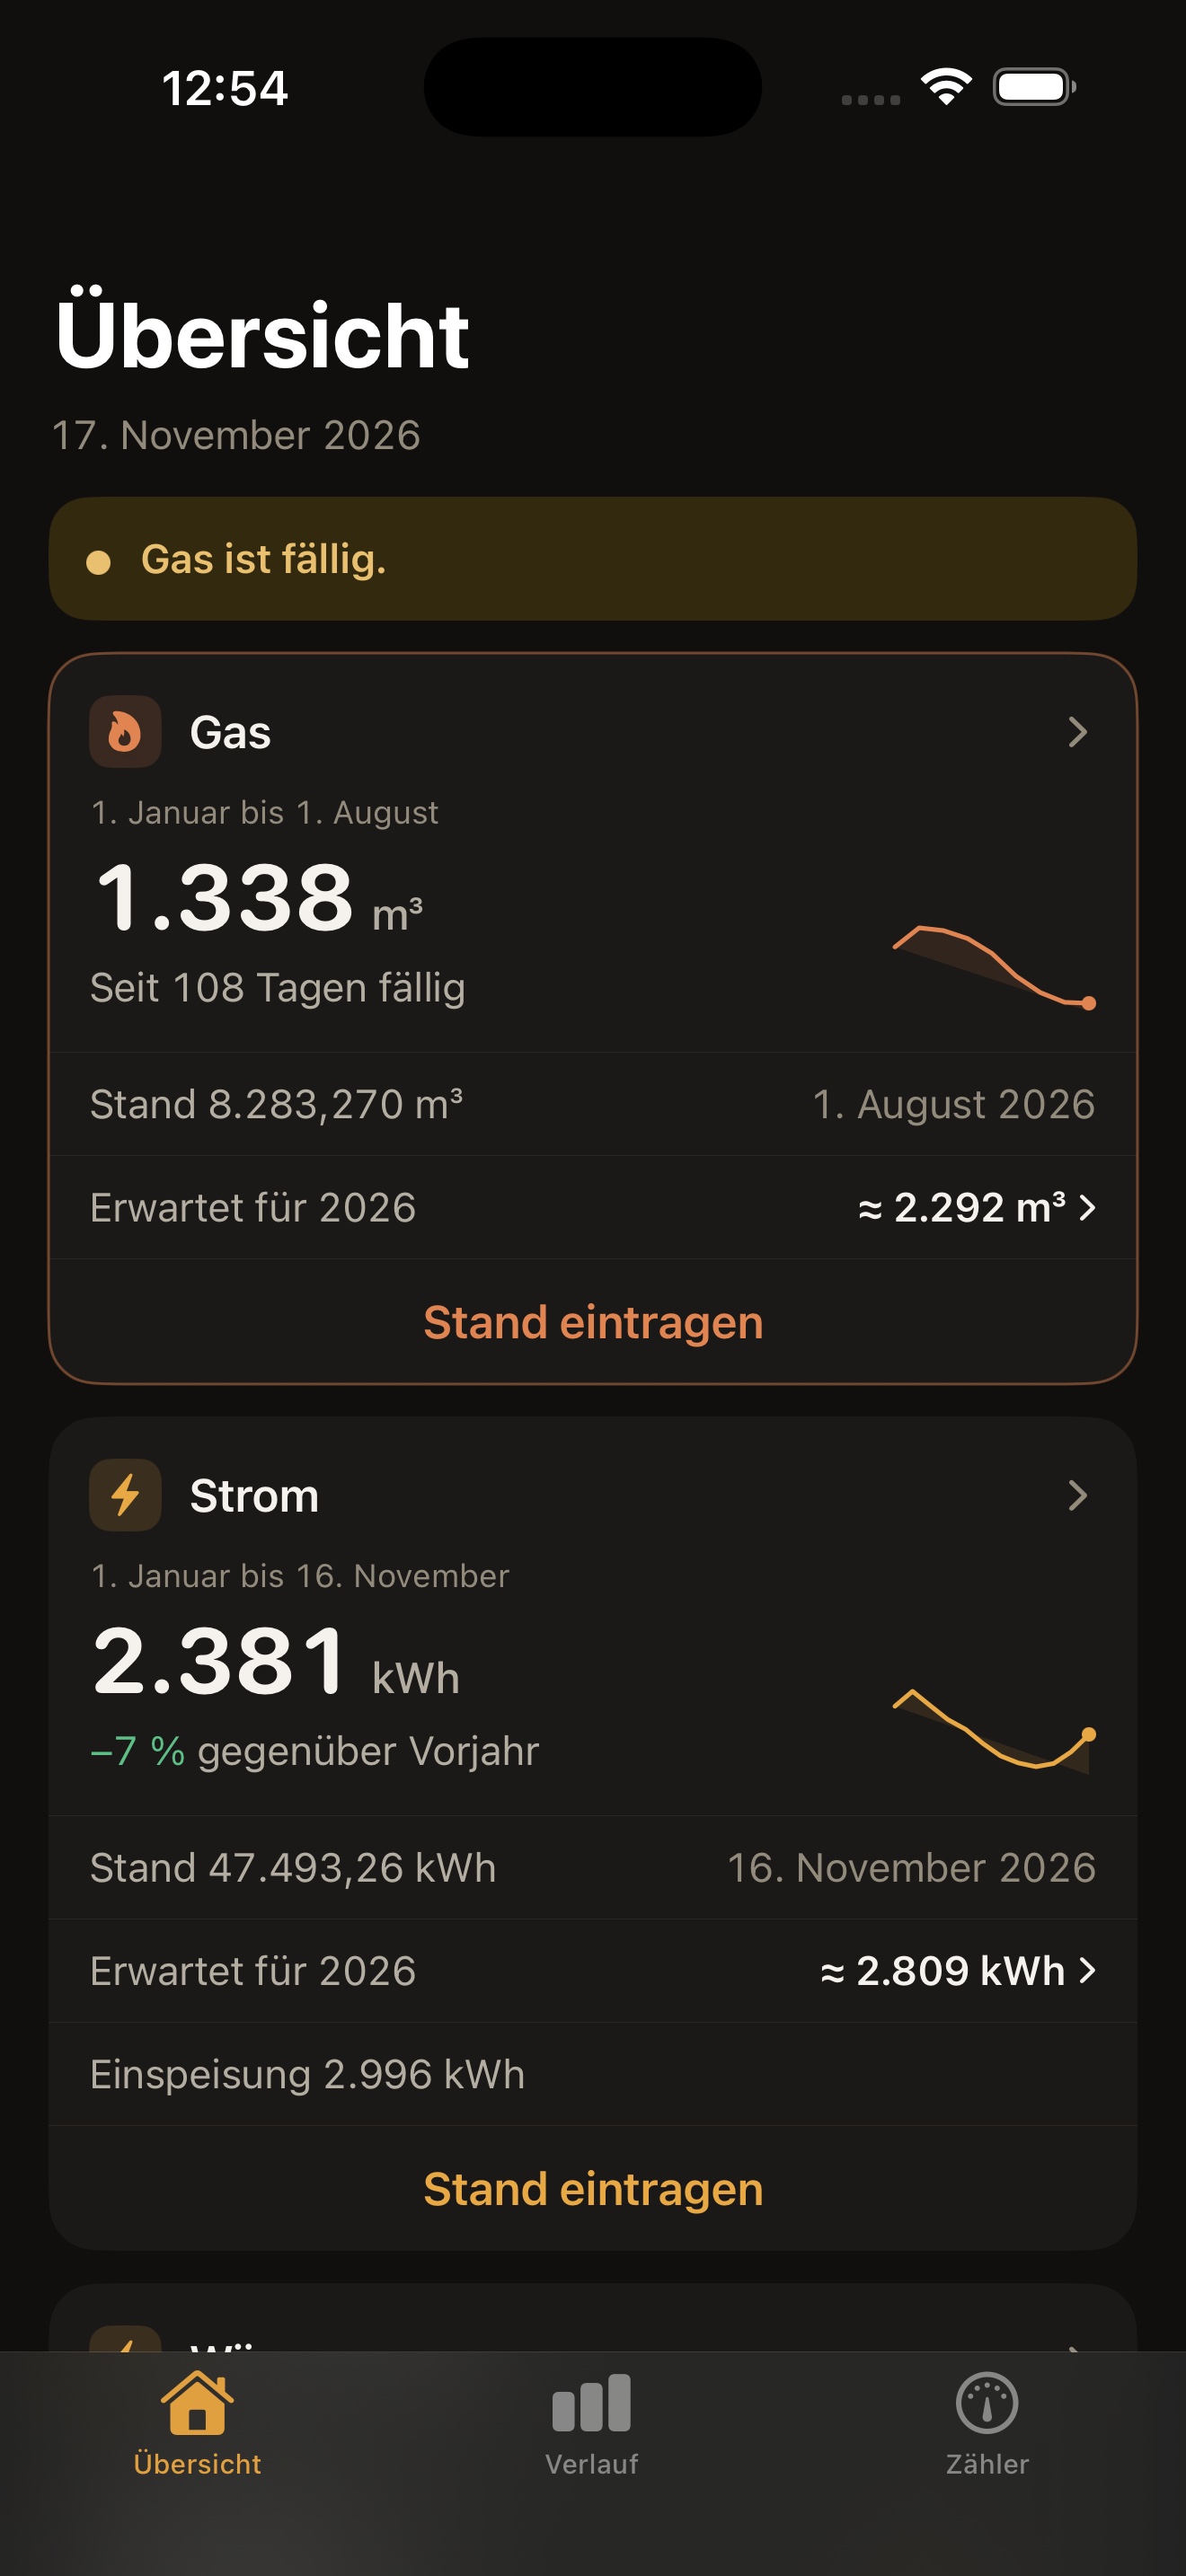 12:54
Übersicht
17. November 2026
Gas ist fällig.
Gas
1. Januar bis 1. August
1.338 m³
Seit 108 Tagen fällig
Stand 8.283,270 m³ 1. August 2026
Erwartet für 2026 ≈ 2.292 m³
Stand eintragen
Strom
1. Januar bis 16. November
2.381 kWh
–7 % gegenüber Vorjahr
Stand 47.493,26 kWh 16. November 2026
Erwartet für 2026 ≈ 2.809 kWh
Einspeisung 2.996 kWh
Stand eintragen
Übersicht Verlauf Zähler